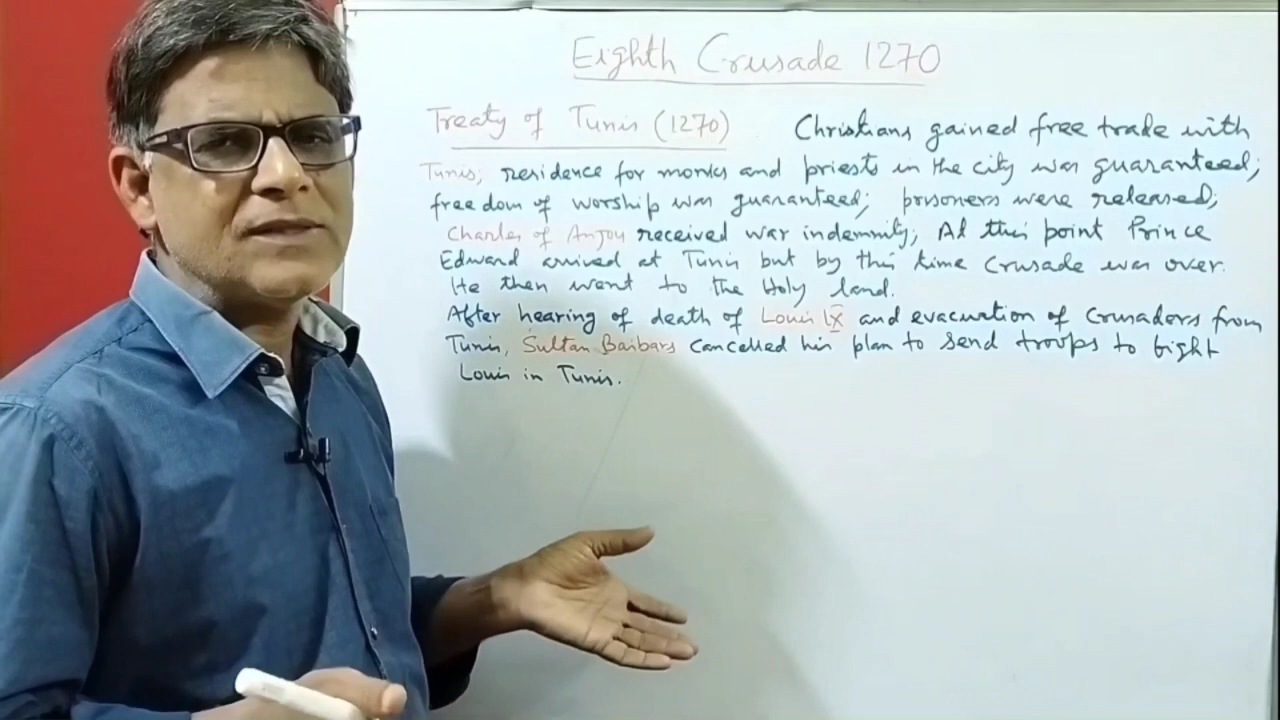 Eighth Crusade 1270
Treaty of Tunis (1270) Christians gained free trade with
Tunis; residence for monks and priests in the city was guaranteed;
freedom of worship was guaranteed; prisoners were released;
Charles of Anjou received war indemnity; At this point Prince
Edward arrived at Tunis but by this time Crusade was over.
He then went to the Holy land.
After hearing of death of Louis IX and evacuation of Crusaders from
Tunis, Sultan Baibars cancelled his plan to send troops to fight
Louis in Tunis.